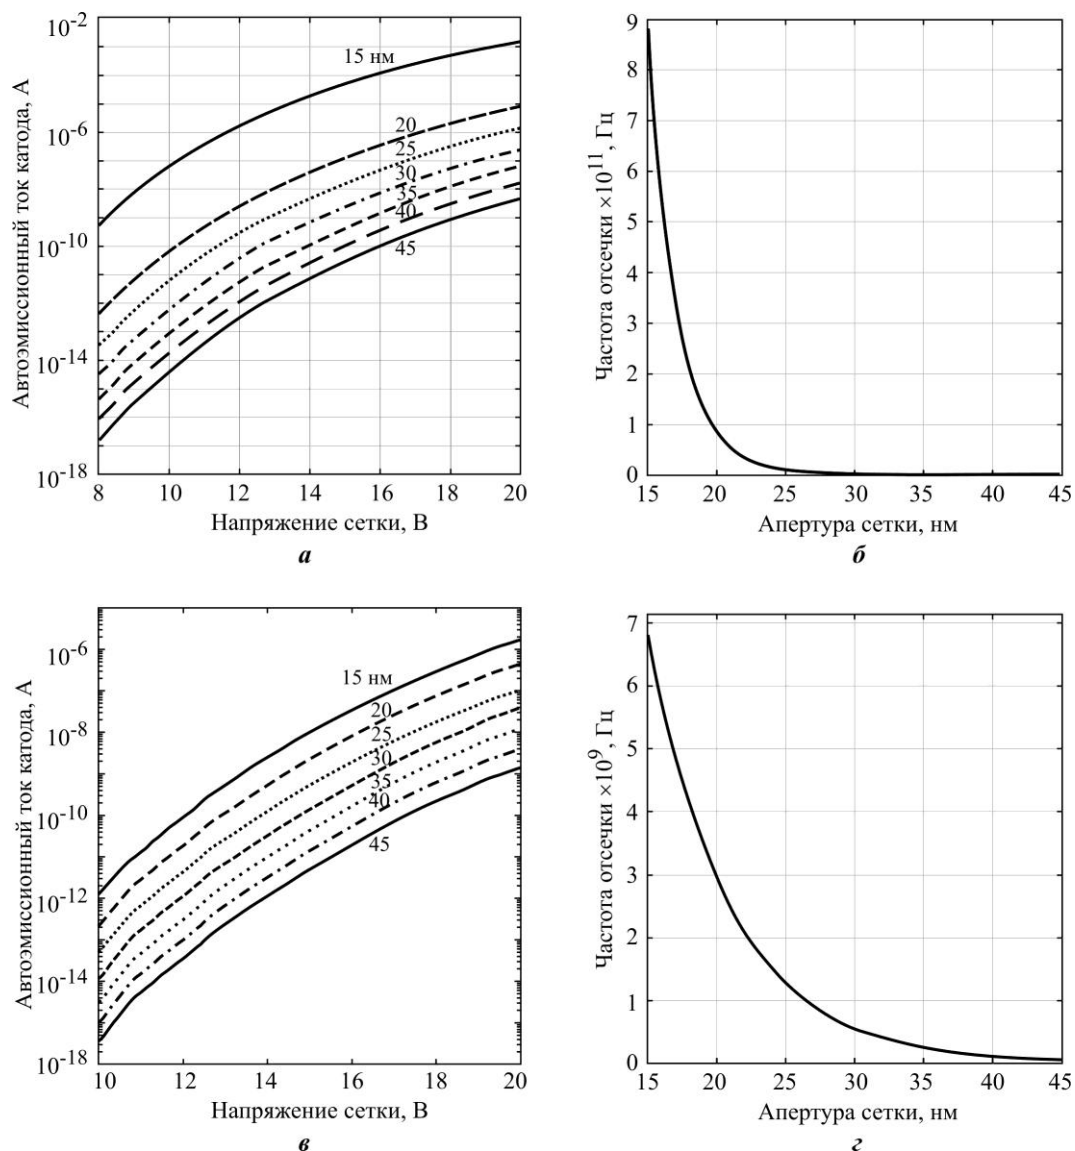 10-2
10-6
10-10
10-14
10-18
15 нм
20
25
30
35
40
45
8 10 12 14 16 18 20
Автоэмиссионный ток катода, А
Напряжение сетки, В
а
9
8
7
6
5
4
3
2
1
0
15 20 25 30 35 40 45
Частота отсечки ×10^11, Гц
Апертура сетки, нм
б
10-6
10-8
10-10
10-12
10-14
10-18
15 нм
20
25
30
35
40
45
10 12 14 16 18 20
Автоэмиссионный ток катода, А
Напряжение сетки, В
в
7
6
5
4
3
2
1
0
15 20 25 30 35 40 45
Частота отсечки ×10^9, Гц
Апертура сетки, нм
г